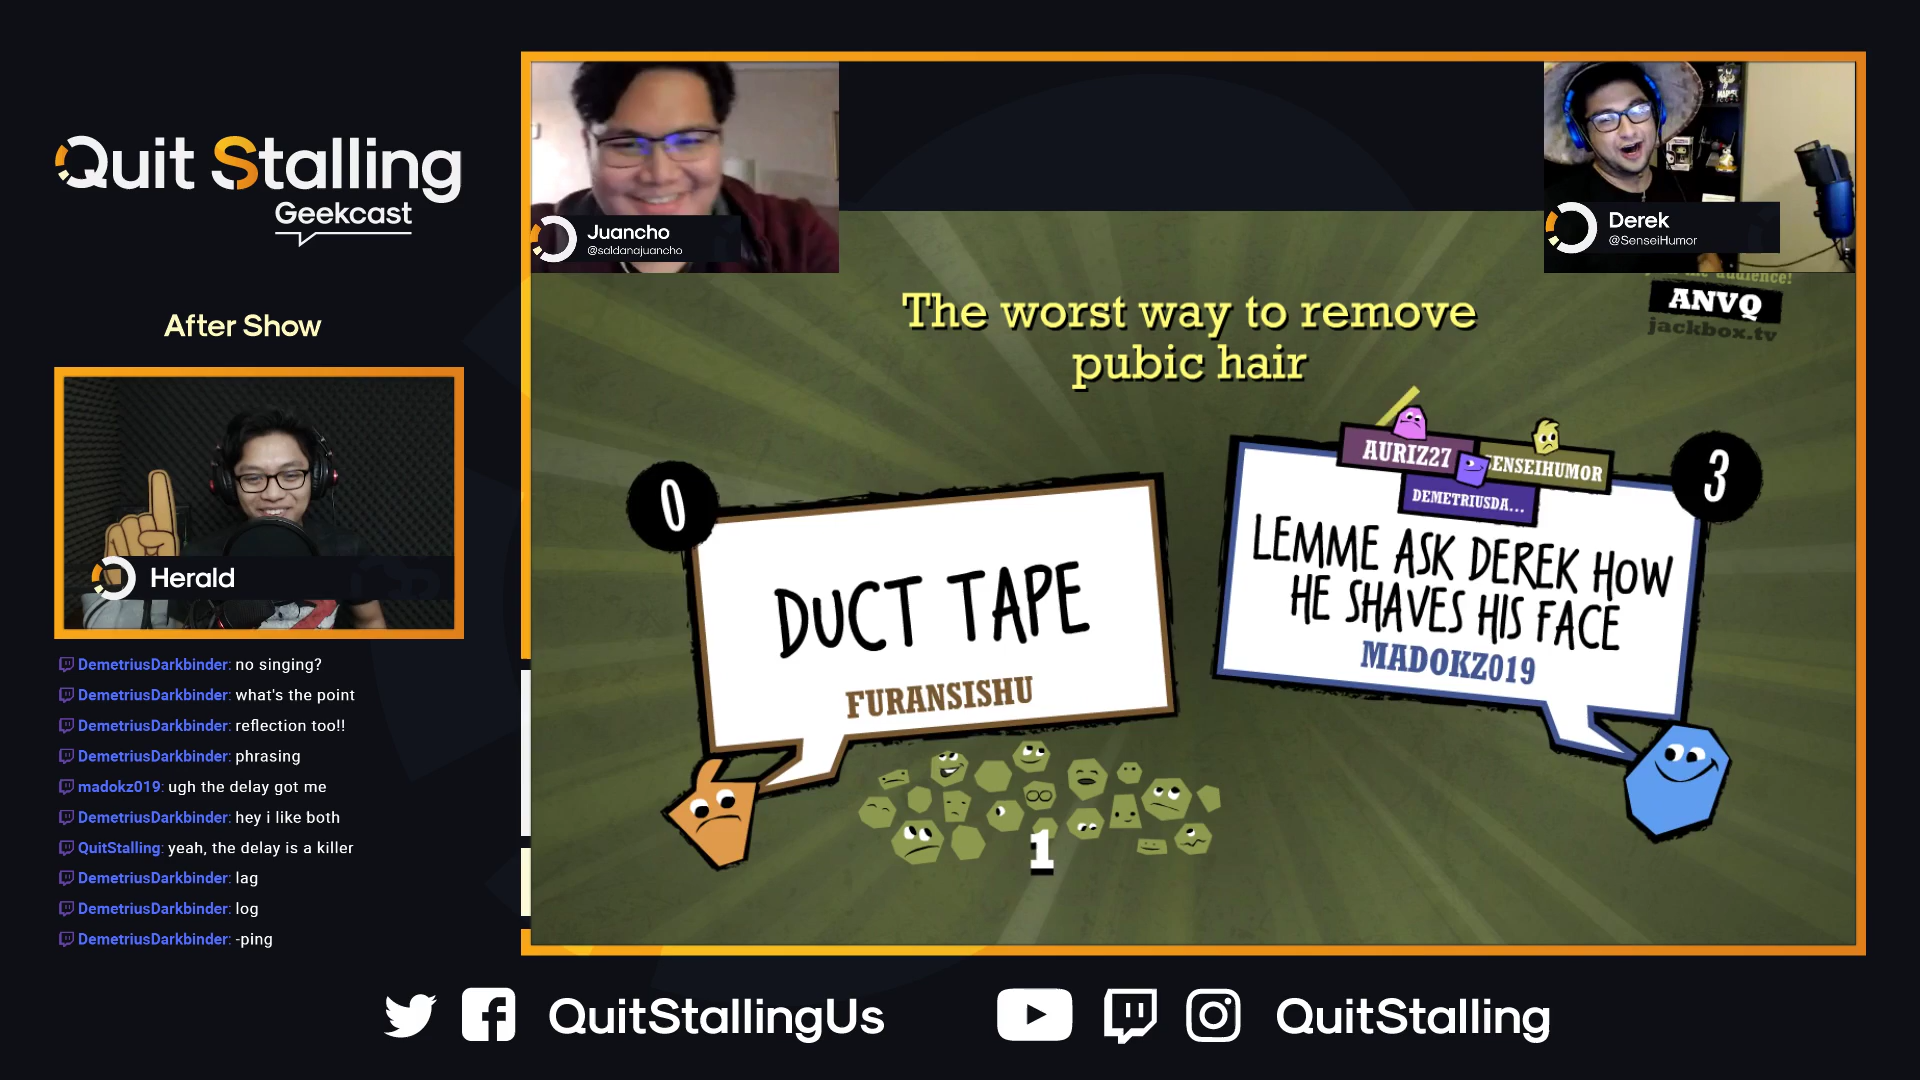 Quit Stalling
Geekcast
After Show
Herald
DemetriusDarkbinder: no singing?
DemetriusDarkbinder: what's the point
DemetriusDarkbinder: reflection too!!
DemetriusDarkbinder: phrasing
madokz019: ugh the delay got me
DemetriusDarkbinder: hey i like both
QuitStalling: yeah, the delay is a killer
DemetriusDarkbinder: lag
DemetriusDarkbinder: log
DemetriusDarkbinder: -ping
Juancho
@saldanajuancho
Derek
@SenseiHumor
audience!
ANVQ
jackbox.tv
The worst way to remove
pubic hair
0
DUCT TAPE
FURANSISHU
AURIZ27
SENSEIHUMOR
DEMETRIUSDA...
3
LEMME ASK DEREK HOW
HE SHAVES HIS FACE
MADOKZ019
1
QuitStallingUs
QuitStalling